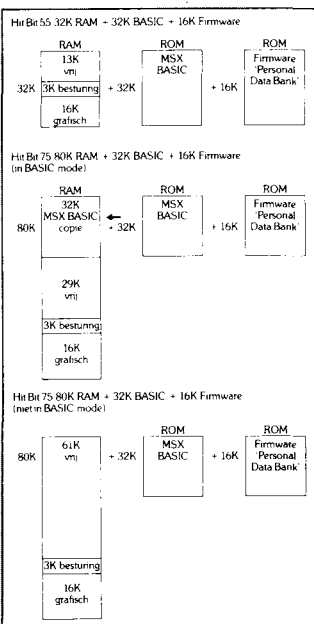 Hit Bit 55 32K RAM + 32K BASIC + 16K Firmware
RAM ROM ROM
13K vrij
3K besturing
16K grafisch
32K
+ 32K
MSX BASIC
+ 16K
Firmware
'Personal
Data Bank'
Hit Bit 75 80K RAM + 32K BASIC + 16K Firmware
(in BASIC mode)
RAM ROM ROM
32K
MSX BASIC
copie
80K
+ 32K
MSX
BASIC
+ 16K
Firmware
'Personal
Data Bank'
29K
vrij
3K besturing
16K
grafisch
Hit Bit 75 80K RAM + 32K BASIC + 16K Firmware
(niet in BASIC mode)
RAM ROM ROM
80K
61K
vrij
+ 32K
MSX
BASIC
+ 16K
Firmware
'Personal
Data Bank'
3K besturing
16K
grafisch